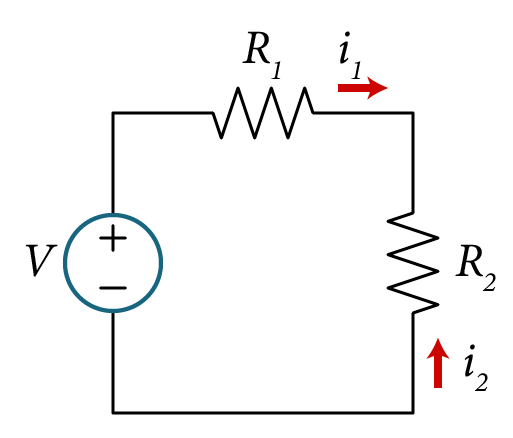 R₁
i₁
+
V
−
R₂
i₂